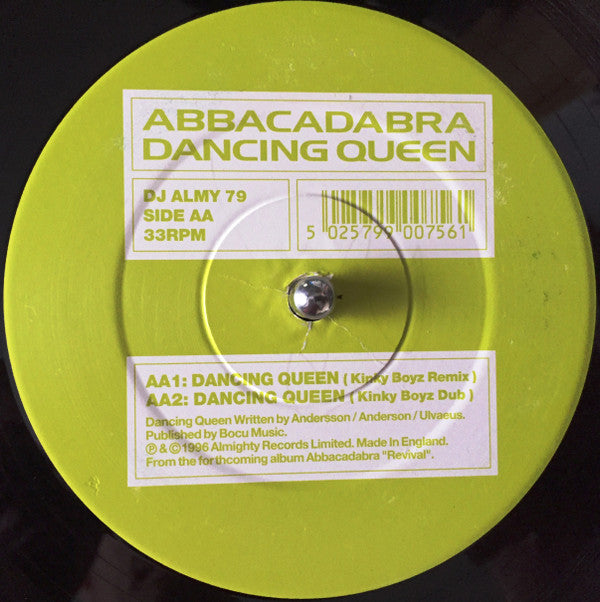 ABBACADABRA
DANCING QUEEN
DJ ALMY 79
SIDE AA
33RPM
5 025799 007561
AA1: DANCING QUEEN ( Kinky Boyz Remix )
AA2: DANCING QUEEN ( Kinky Boyz Dub )
Dancing Queen Written by Andersson / Anderson / Ulvaeus.
Published by Bocu Music.
℗ & ©1996 Almighty Records Limited. Made In England.
From the forthcoming album Abbacadabra "Revival".